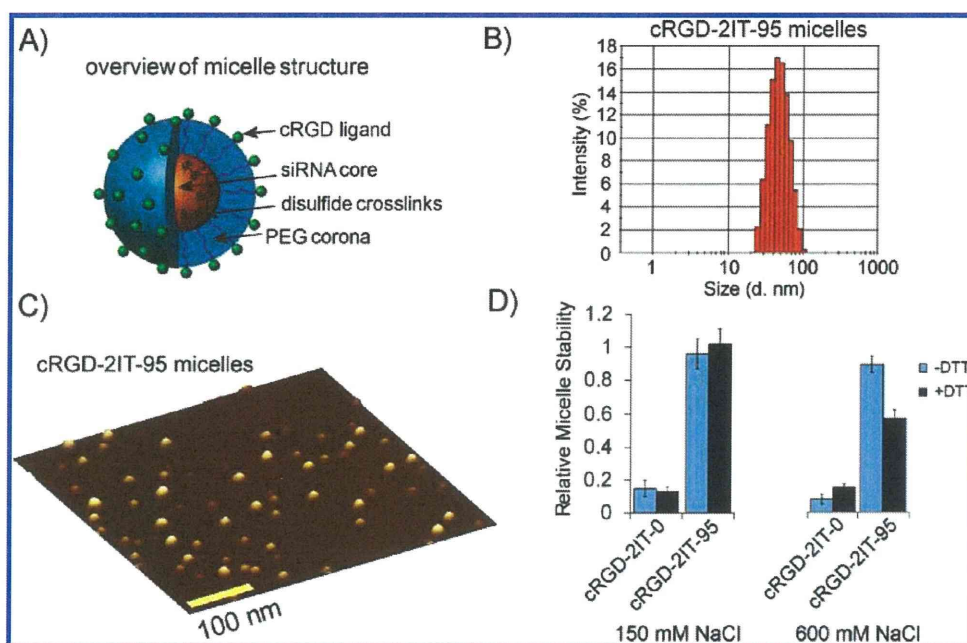 A)
overview of micelle structure
cRGD ligand
siRNA core
disulfide crosslinks
PEG corona
B)
cRGD-2IT-95 micelles
Intensity (%)
18
16
14
12
10
8
6
4
2
0
1 10 100 1000
Size (d. nm)
C)
cRGD-2IT-95 micelles
100 nm
D)
Relative Micelle Stability
1.2
1
0.8
0.6
0.4
0.2
0
-DTT
+DTT
cRGD-2IT-0
cRGD-2IT-95
cRGD-2IT-0
cRGD-2IT-95
150 mM NaCl 600 mM NaCl